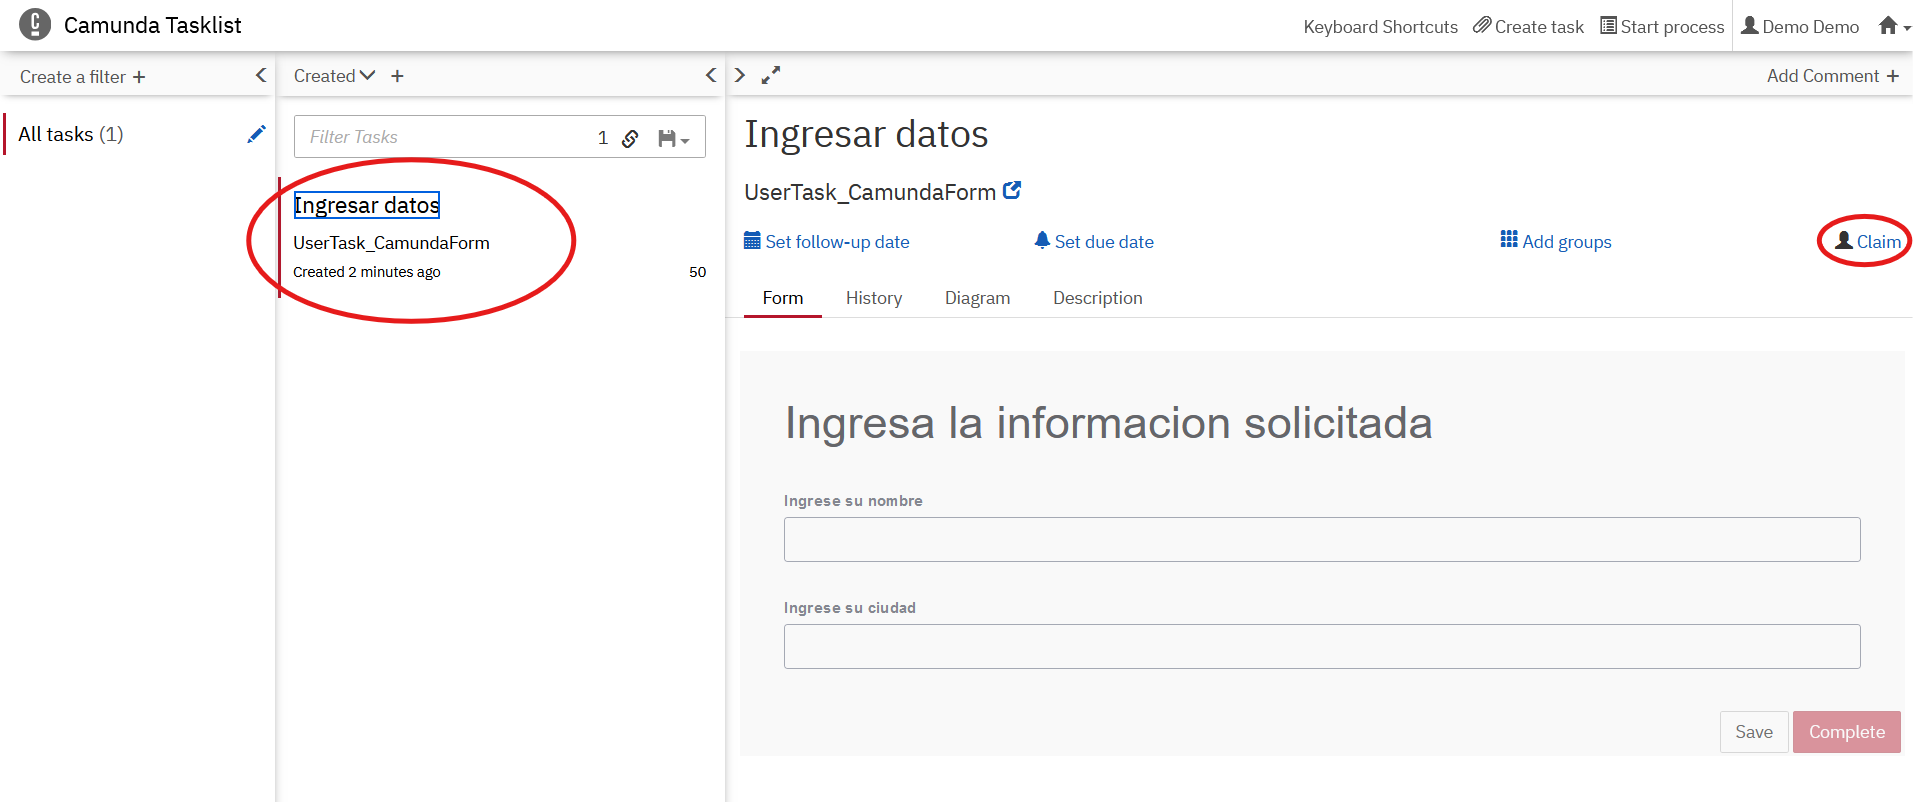 Camunda Tasklist
Keyboard Shortcuts Create task Start process Demo Demo
Create a filter +
Created +
Add Comment +
All tasks (1)
Filter Tasks 1
Ingresar datos
UserTask_CamundaForm
Created 2 minutes ago 50
Ingresar datos
UserTask_CamundaForm
Set follow-up date Set due date Add groups Claim
Form History Diagram Description
Ingresa la informacion solicitada
Ingrese su nombre
Ingrese su ciudad
Save Complete